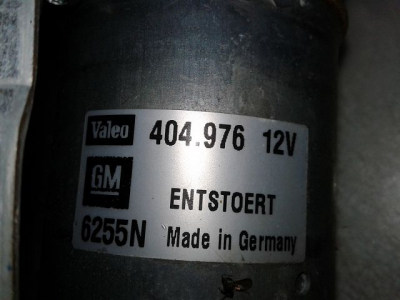 Valeo 404.976 12V
GM ENTSTOERT
6255N Made in Germany